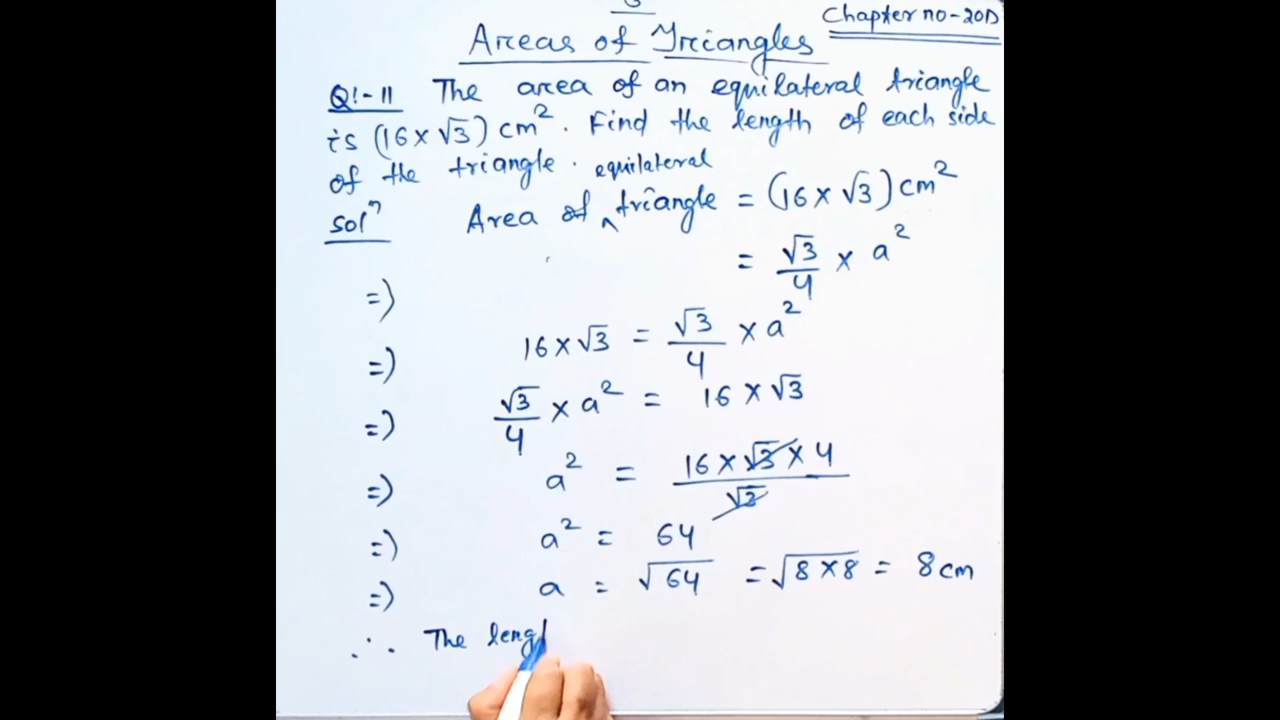 Chapter no-20D
Areas of Triangles
Q!-11 The area of an equilateral triangle
is (16 × √3) cm². Find the length of each side
of the triangle. equilateral
Solⁿ Area of ^ triangle = (16 × √3) cm²
= √3/4 × a²
=>
=> 16 × √3 = √3/4 × a²
=> √3/4 × a² = 16 × √3
=> a² = 16 × √3 × 4 / √3
=> a² = 64
=> a = √64 = √8×8 = 8 cm
∴ The leng